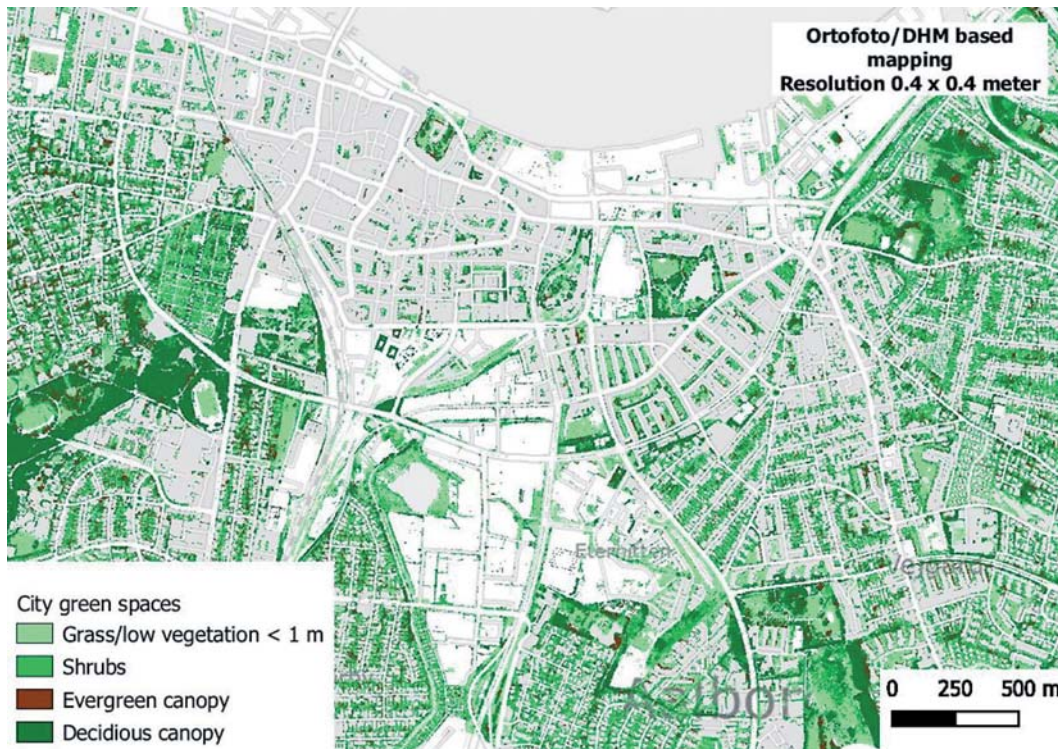 Ortofoto/DHM based
mapping
Resolution 0.4 x 0.4 meter
Eternitten
City green spaces
Grass/low vegetation < 1 m
Shrubs
Evergreen canopy
Decidious canopy
0 250 500 m